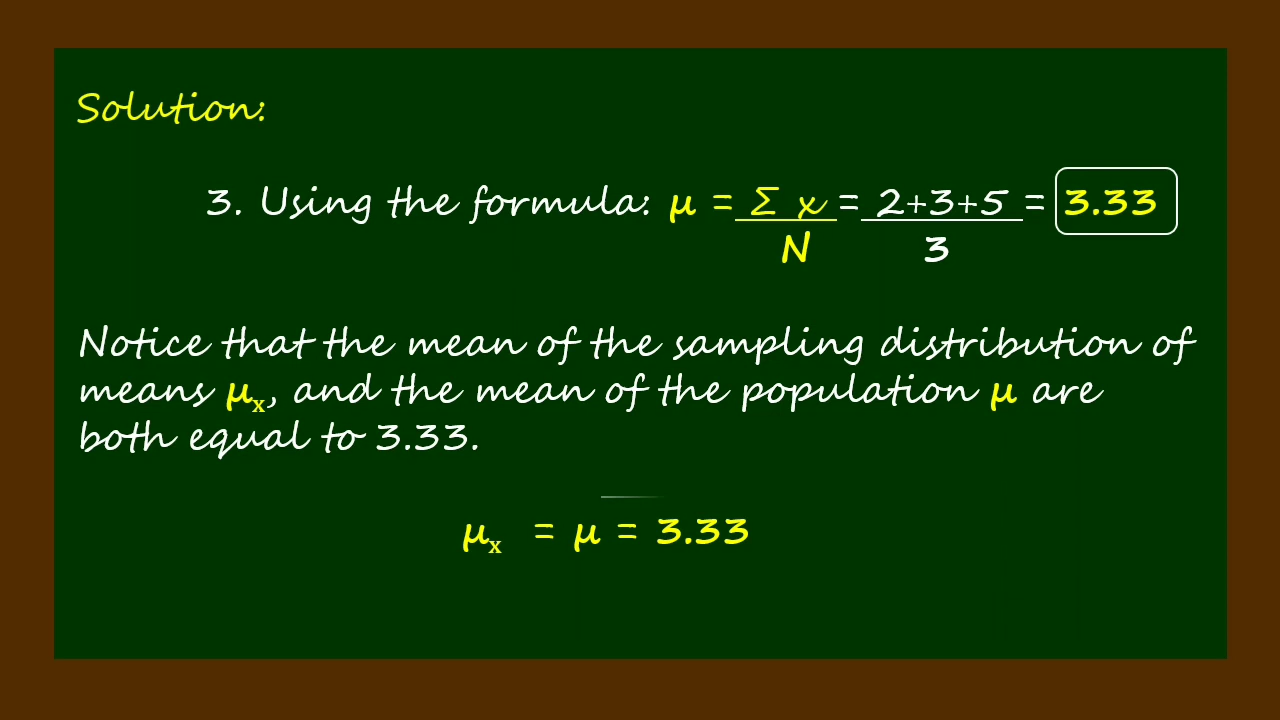 Solution:
3. Using the formula: μ = Σ x = 2+3+5 = 3.33
N 3
Notice that the mean of the sampling distribution of
means μx, and the mean of the population μ are
both equal to 3.33.
μx = μ = 3.33